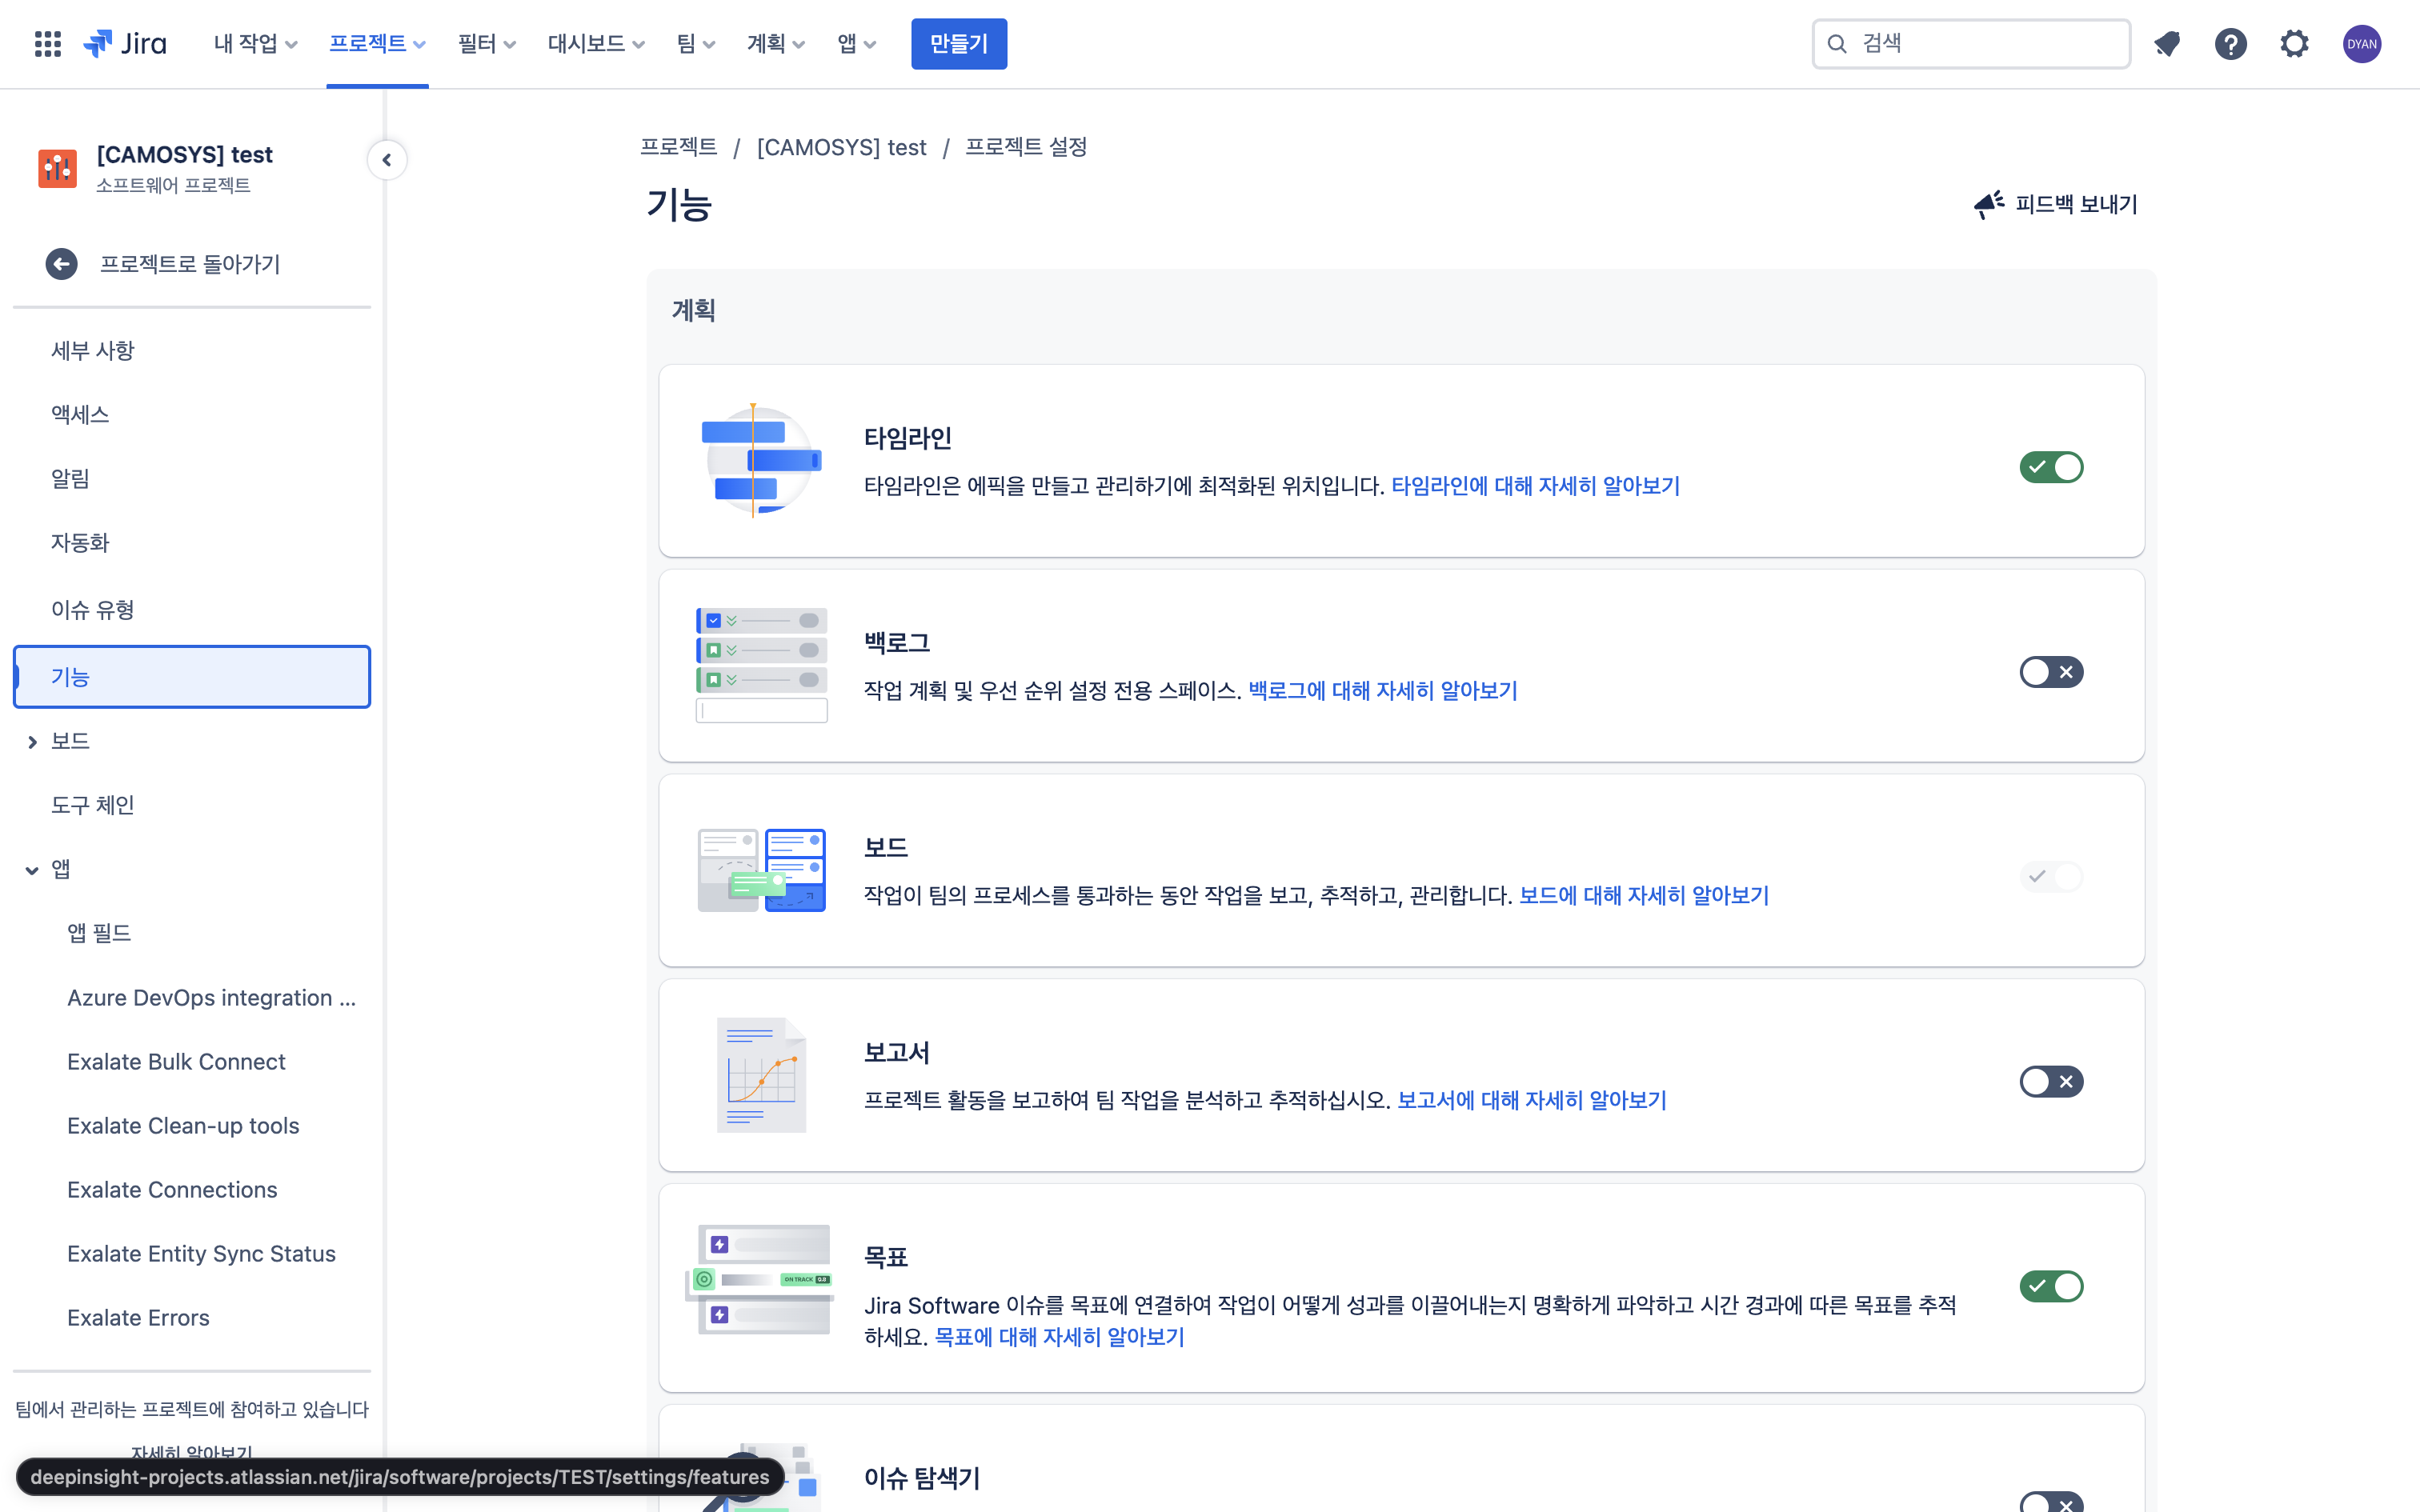 Jira
내 작업
프로젝트
필터
대시보드
팀
계획
앱
만들기
검색
DYAN
[CAMOSYS] test
소프트웨어 프로젝트
프로젝트로 돌아가기
세부 사항
액세스
알림
자동화
이슈 유형
기능
보드
도구 체인
앱
앱 필드
Azure DevOps integration ...
Exalate Bulk Connect
Exalate Clean-up tools
Exalate Connections
Exalate Entity Sync Status
Exalate Errors
팀에서 관리하는 프로젝트에 참여하고 있습니다
자세히 알아보기
deepinsight-projects.atlassian.net/jira/software/projects/TEST/settings/features
프로젝트 / [CAMOSYS] test / 프로젝트 설정
기능
피드백 보내기
계획
타임라인
타임라인은 에픽을 만들고 관리하기에 최적화된 위치입니다. 타임라인에 대해 자세히 알아보기
백로그
작업 계획 및 우선 순위 설정 전용 스페이스. 백로그에 대해 자세히 알아보기
보드
작업이 팀의 프로세스를 통과하는 동안 작업을 보고, 추적하고, 관리합니다. 보드에 대해 자세히 알아보기
보고서
프로젝트 활동을 보고하여 팀 작업을 분석하고 추적하십시오. 보고서에 대해 자세히 알아보기
ON TRACK 0.8
목표
Jira Software 이슈를 목표에 연결하여 작업이 어떻게 성과를 이끌어내는지 명확하게 파악하고 시간 경과에 따른 목표를 추적
하세요. 목표에 대해 자세히 알아보기
이슈 탐색기